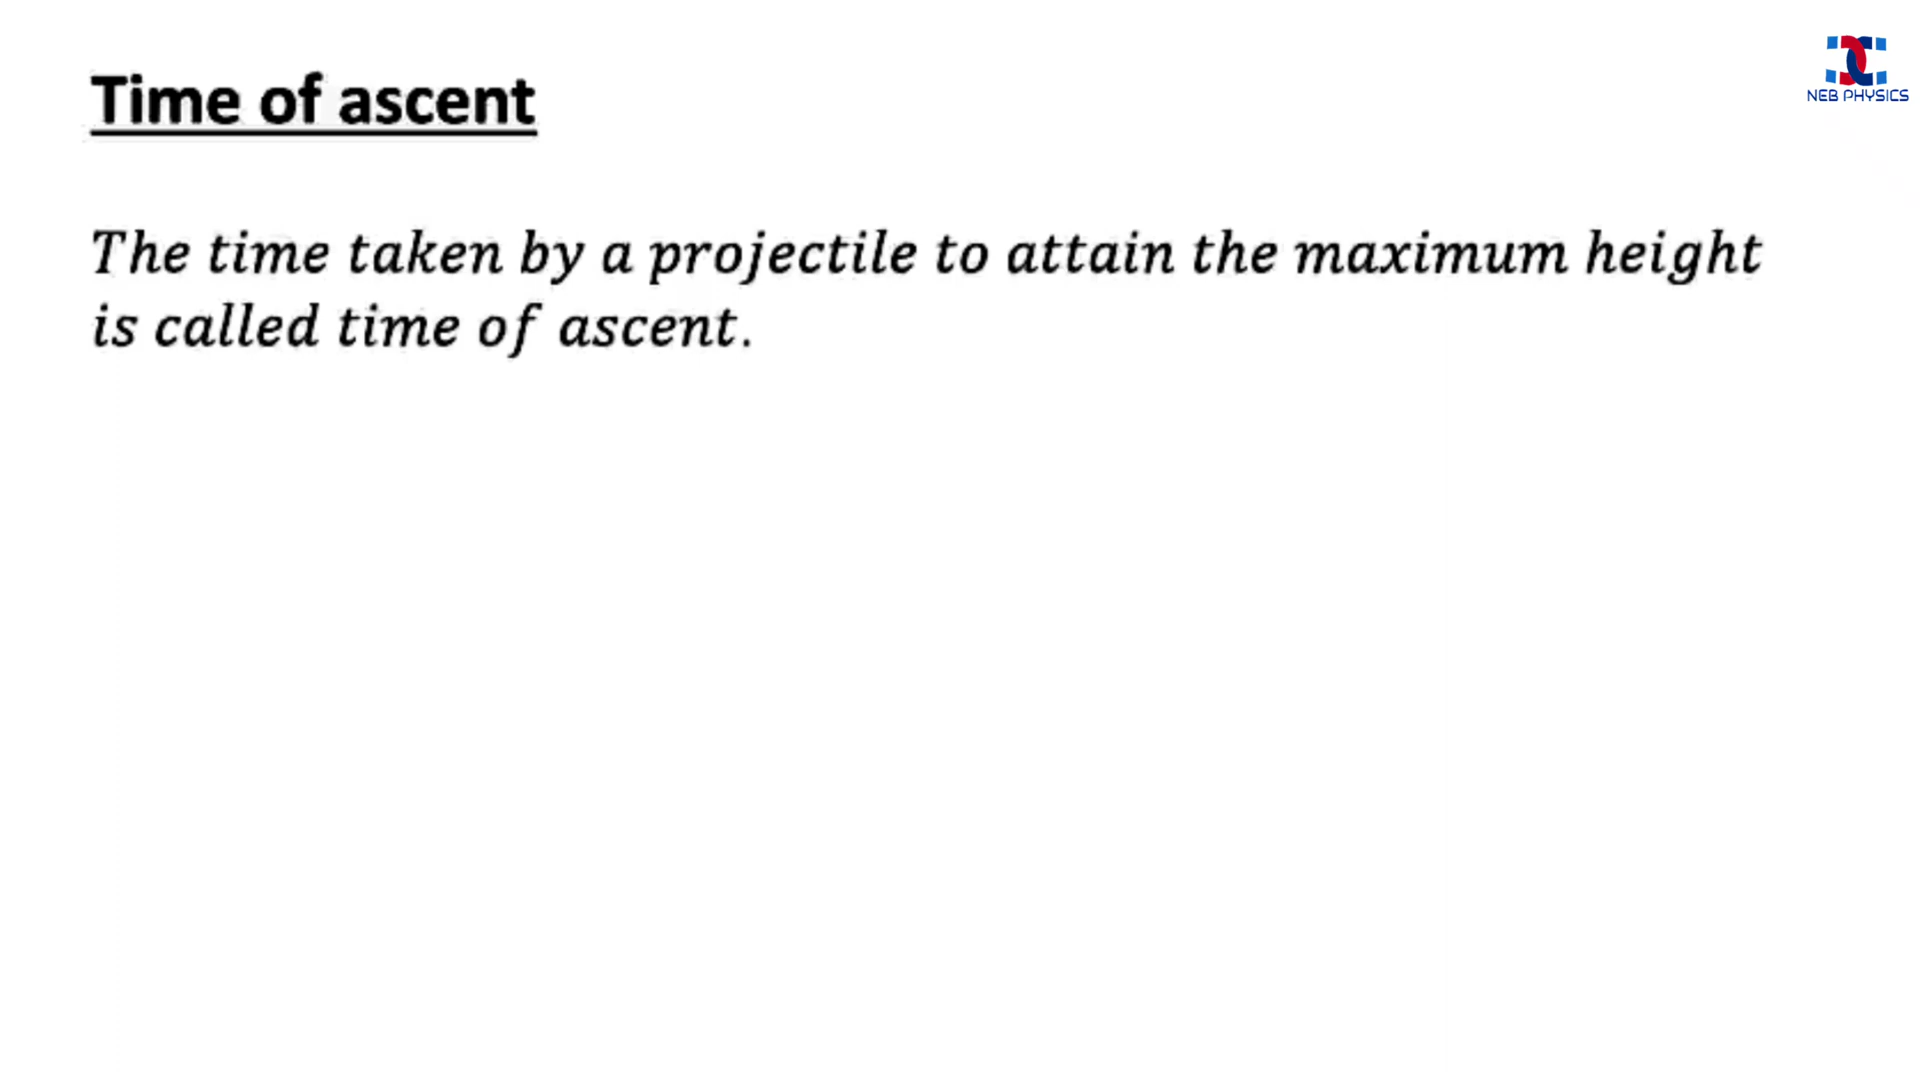 Time of ascent
NEB PHYSICS
The time taken by a projectile to attain the maximum height
is called time of ascent.